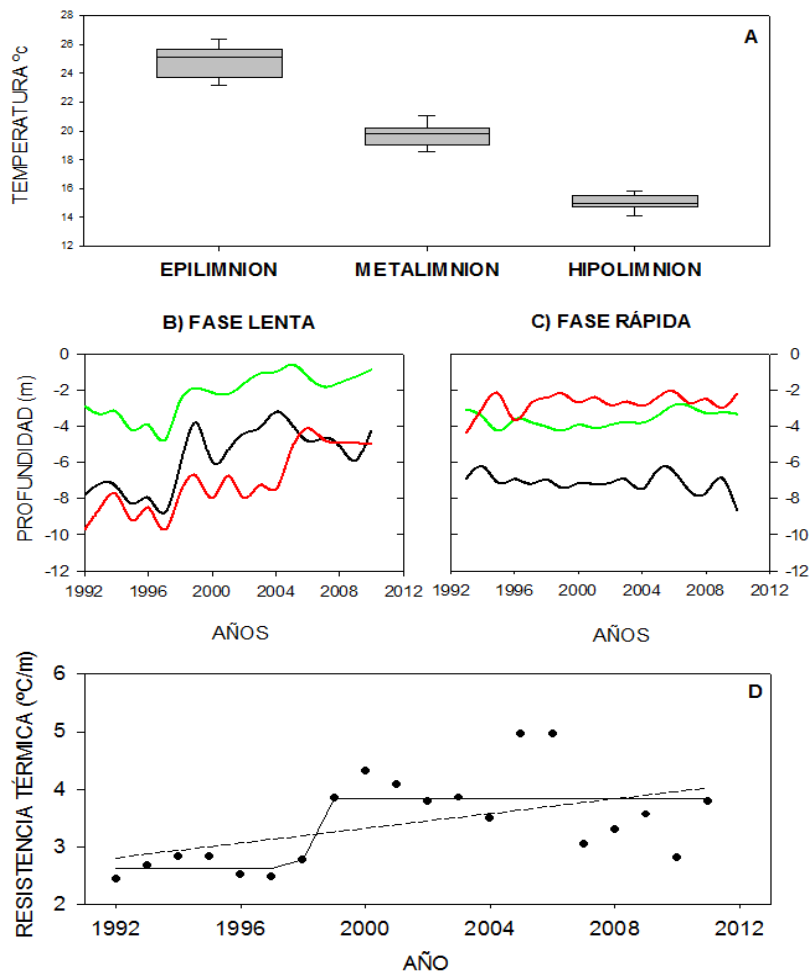 A
TEMPERATURA ºc
28
26
24
22
20
18
16
14
12
EPILIMNION METALIMNION HIPOLIMNION
B) FASE LENTA
C) FASE RÁPIDA
PROFUNDIDAD (m)
0
-2
-4
-6
-8
-10
-12
1992 1996 2000 2004 2008 2012
AÑOS
0
-2
-4
-6
-8
-10
-12
1992 1996 2000 2004 2008 2012
AÑOS
D
RESISTENCIA TÉRMICA (ºC/m)
6
5
4
3
2
1992 1996 2000 2004 2008 2012
AÑO